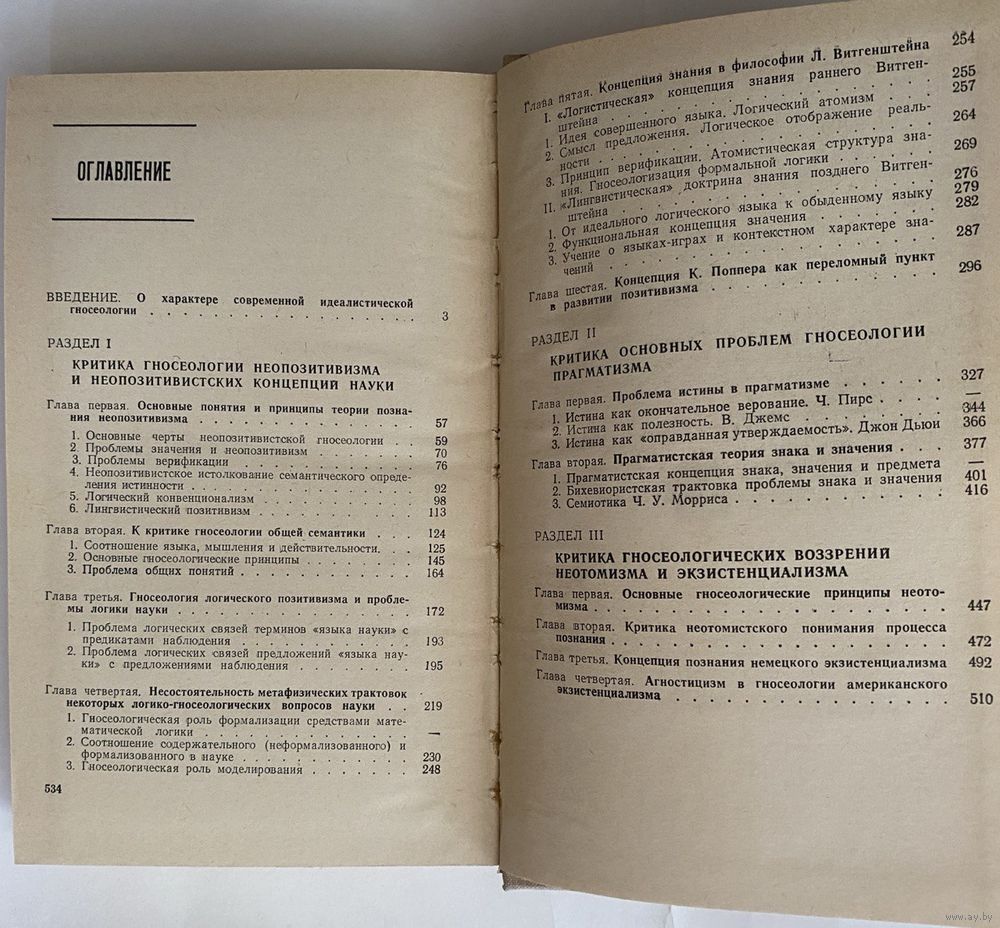 ОГЛАВЛЕНИЕ
ВВЕДЕНИЕ. О характере современной идеалистической
гносеологии . . . . . . . . . . . . . . . . . . 3
РАЗДЕЛ I
КРИТИКА ГНОСЕОЛОГИИ НЕОПОЗИТИВИЗМА
И НЕОПОЗИТИВИСТСКИХ КОНЦЕПЦИЙ НАУКИ
Глава первая. Основные понятия и принципы теории позна-
ния неопозитивизма . . . . . . . . . . . . . . 57
1. Основные черты неопозитивистской гносеологии . . . . 59
2. Проблемы значения и неопозитивизм . . . . . . . 70
3. Проблемы верификации . . . . . . . . . . . . 76
4. Неопозитивистское истолкование семантического опреде-
ления истинности . . . . . . . . . . . . . . 92
5. Логический конвенционализм . . . . . . . . . . 98
6. Лингвистический позитивизм . . . . . . . . . . 113
Глава вторая. К критике гносеологии общей семантики . . . 124
1. Соотношение языка, мышления и действительности. . . . 125
2. Основные гносеологические принципы . . . . . . . 145
3. Проблема общих понятий . . . . . . . . . . . 164
Глава третья. Гносеология логического позитивизма и пробле-
мы логики науки . . . . . . . . . . . . . . . 172
1. Проблема логических связей терминов «языка науки» с
предикатами наблюдения . . . . . . . . . . . 193
2. Проблема логических связей предложений «языка нау-
ки» с предложениями наблюдения . . . . . . . . 195
Глава четвертая. Несостоятельность метафизических трактовок
некоторых логико-гносеологических вопросов науки . . 219
1. Гносеологическая роль формализации средствами мате-
матической логики . . . . . . . . . . . . . —
2. Соотношение содержательного (неформализованного) и
формализованного в науке . . . . . . . . . . . 230
3. Гносеологическая роль моделирования . . . . . . . 248
534
Глава пятая. Концепция знания в философии Л. Витгенштейна 254
I. «Логистическая» концепция знания раннего Витген-
штейна . . . . . . . . . . . . . . . . . 255
1. Идея совершенного языка. Логический атомизм . . . 257
2. Смысл предложения. Логическое отображение реаль-
ности . . . . . . . . . . . . . . . . . 264
3. Принцип верификации. Атомистическая структура зна-
ния. Гносеологизация формальной логики . . . . . 269
II. «Лингвистическая» доктрина знания позднего Витген-
штейна . . . . . . . . . . . . . . . . . 276
1. От идеального логического языка к обыденному языку 279
2. Функциональная концепция значения . . . . . . 282
3. Учение о языках-играх и контекстном характере зна-
чений . . . . . . . . . . . . . . . . . 287
Глава шестая. Концепция К. Поппера как переломный пункт
в развитии позитивизма . . . . . . . . . . . 296
РАЗДЕЛ II
КРИТИКА ОСНОВНЫХ ПРОБЛЕМ ГНОСЕОЛОГИИ
ПРАГМАТИЗМА
Глава первая. Проблема истины в прагматизме . . . . . . 327
1. Истина как окончательное верование. Ч. Пирс . . . . —
2. Истина как полезность. В. Джемс . . . . . . . . 344
3. Истина как «оправданная утверждаемость». Джон Дьюи 366
Глава вторая. Прагматистская теория знака и значения . . . 377
1. Прагматистская концепция знака, значения и предмета —
2. Бихевиористская трактовка проблемы знака и значения 401
3. Семиотика Ч. У. Морриса . . . . . . . . . . . 416
РАЗДЕЛ III
КРИТИКА ГНОСЕОЛОГИЧЕСКИХ ВОЗЗРЕНИЙ
НЕОТОМИЗМА И ЭКЗИСТЕНЦИАЛИЗМА
Глава первая. Основные гносеологические принципы неото-
мизма . . . . . . . . . . . . . . . . . . 447
Глава вторая. Критика неотомистского понимания процесса
познания . . . . . . . . . . . . . . . . . 472
Глава третья. Концепция познания немецкого экзистенциализма 492
Глава четвертая. Агностицизм в гносеологии американского
экзистенциализма . . . . . . . . . . . . . . 510
www.ay.by